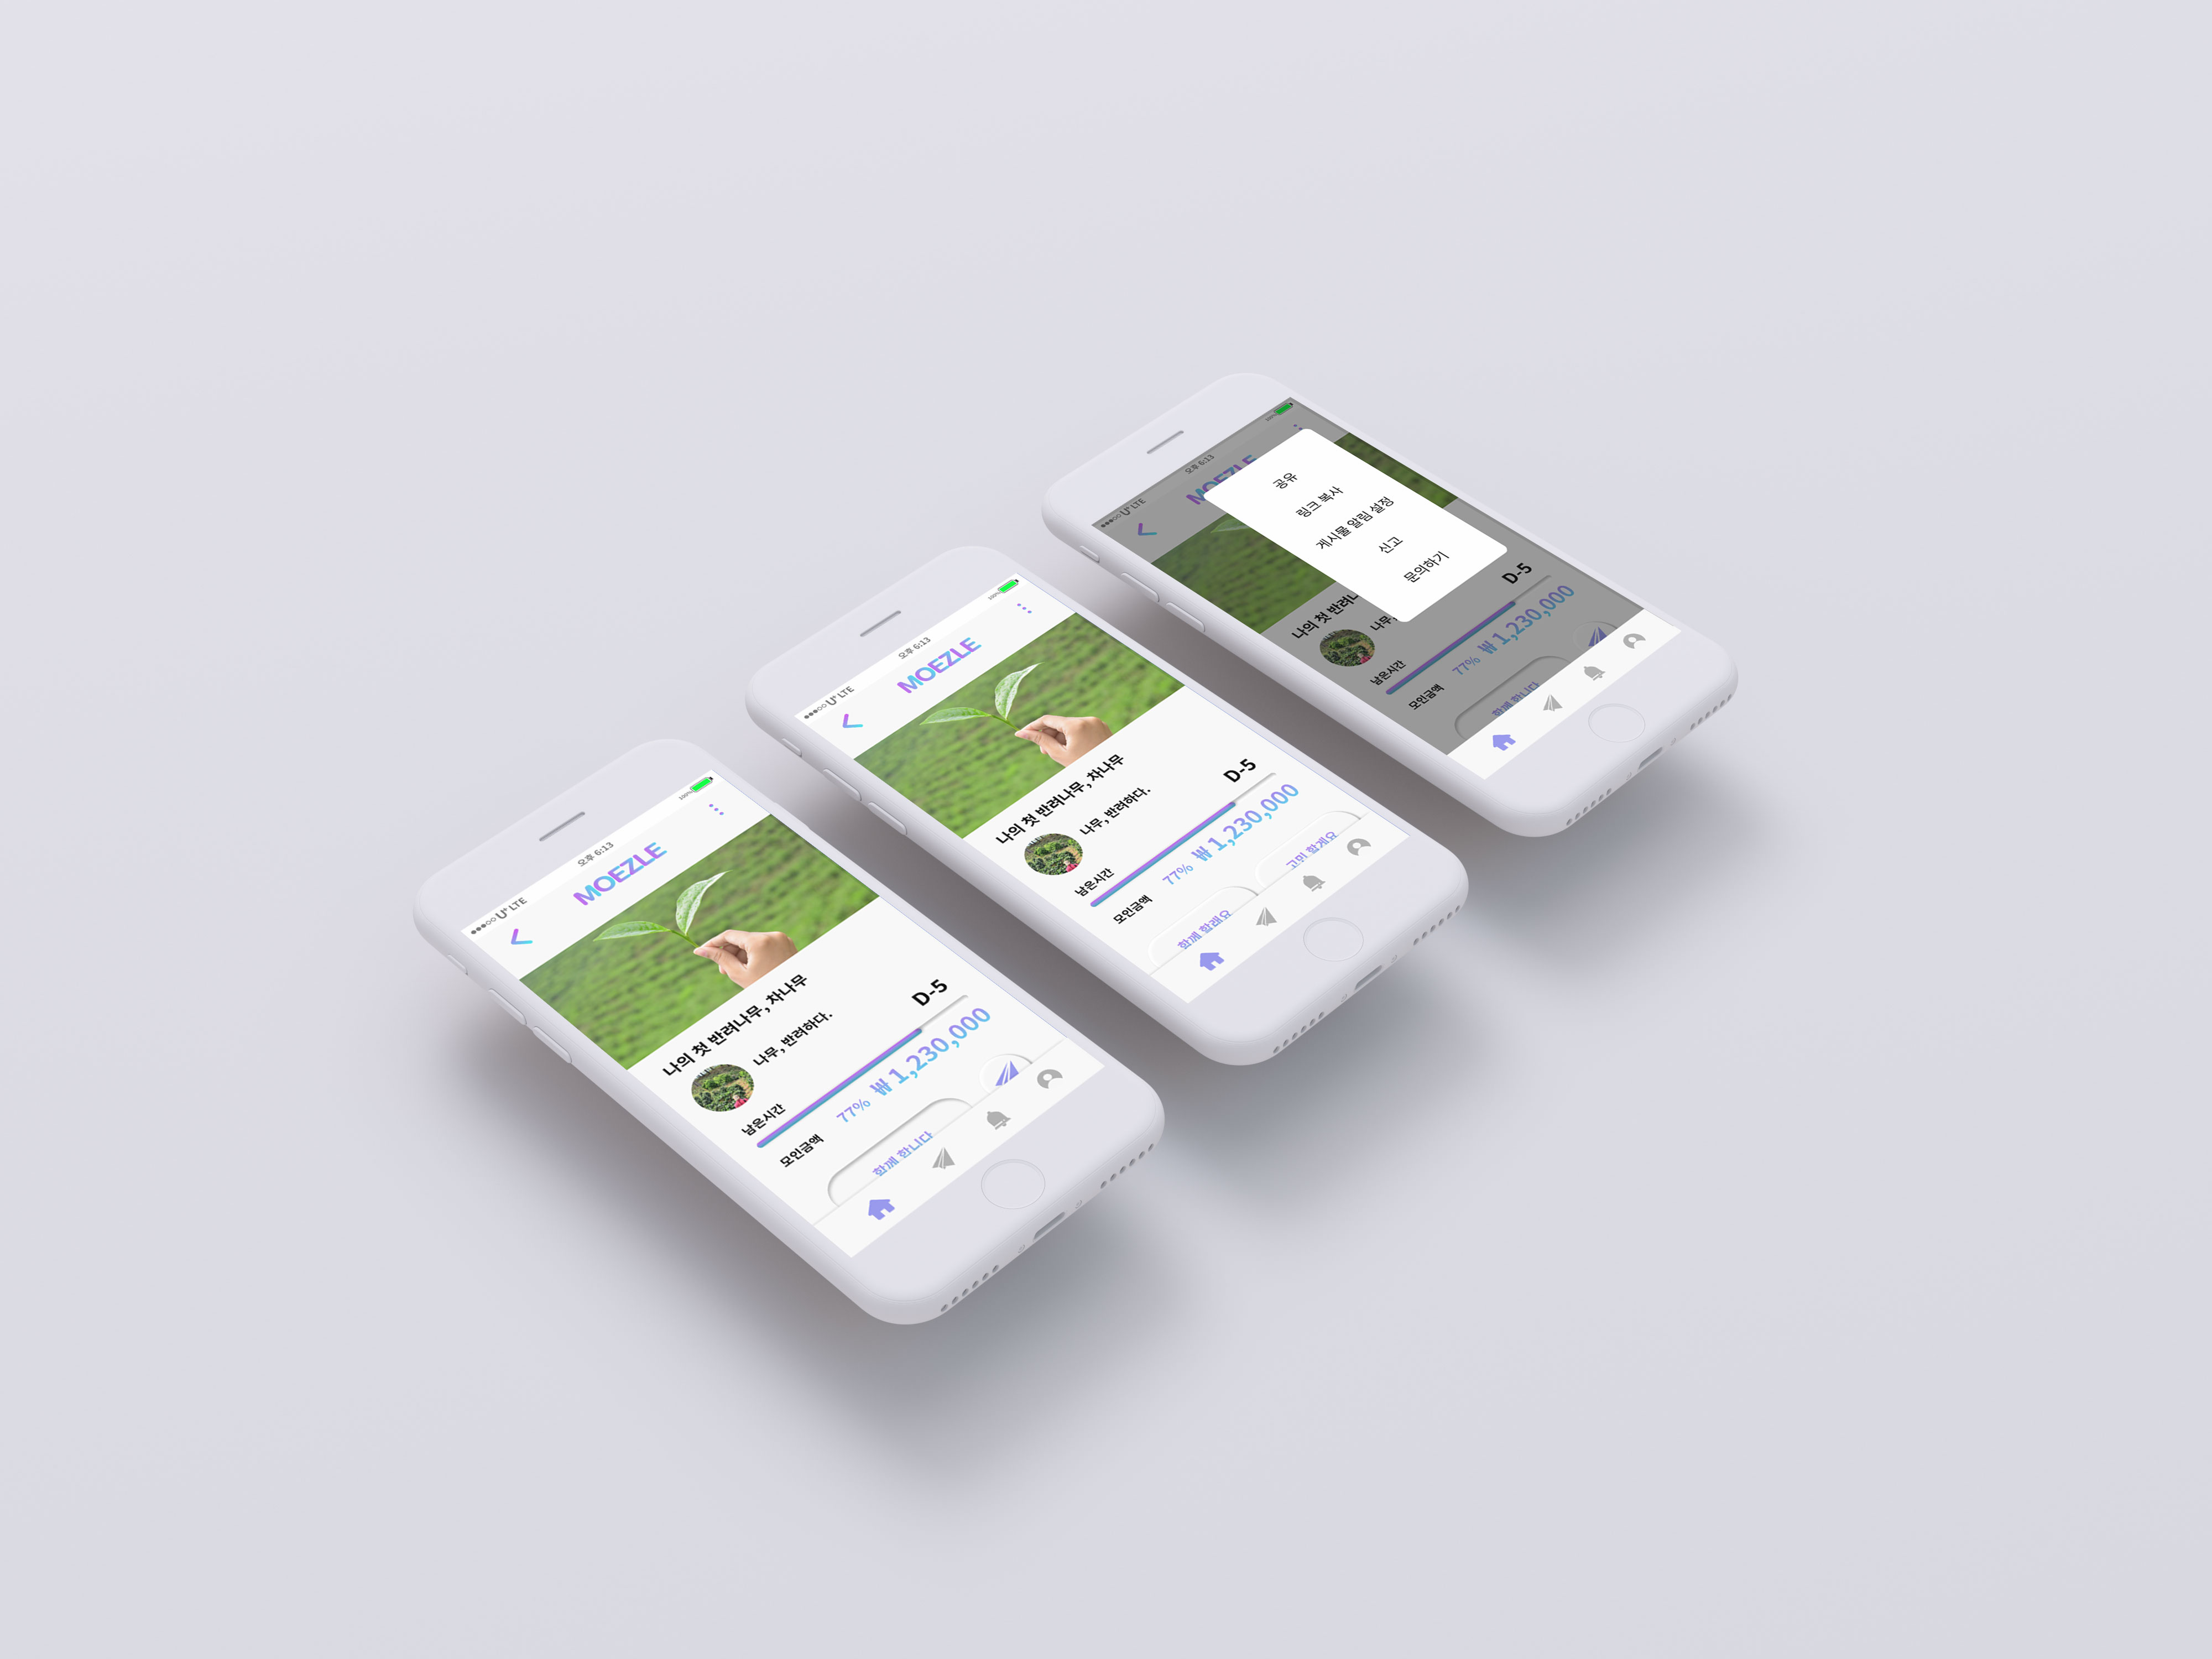 ●●●○○ U⁺ LTE
오후 6:13
100%
MOEZLE
나의 첫 반려나무, 차나무
나무, 반려하다.
남은시간
D-5
모인금액
77% ₩ 1,230,000
함께 합니다
●●●○○ U⁺ LTE
오후 6:13
100%
MOEZLE
나의 첫 반려나무, 차나무
나무, 반려하다.
남은시간
D-5
모인금액
77% ₩ 1,230,000
함께 할래요
고민 할게요
●●●○○ U⁺ LTE
오후 6:13
100%
MOEZLE
공유
링크 복사
게시물 알림 설정
신고
문의하기
나의 첫 반려나
나무,
남은시간
D-5
모인금액
77% ₩ 1,230,000
함께 합니다